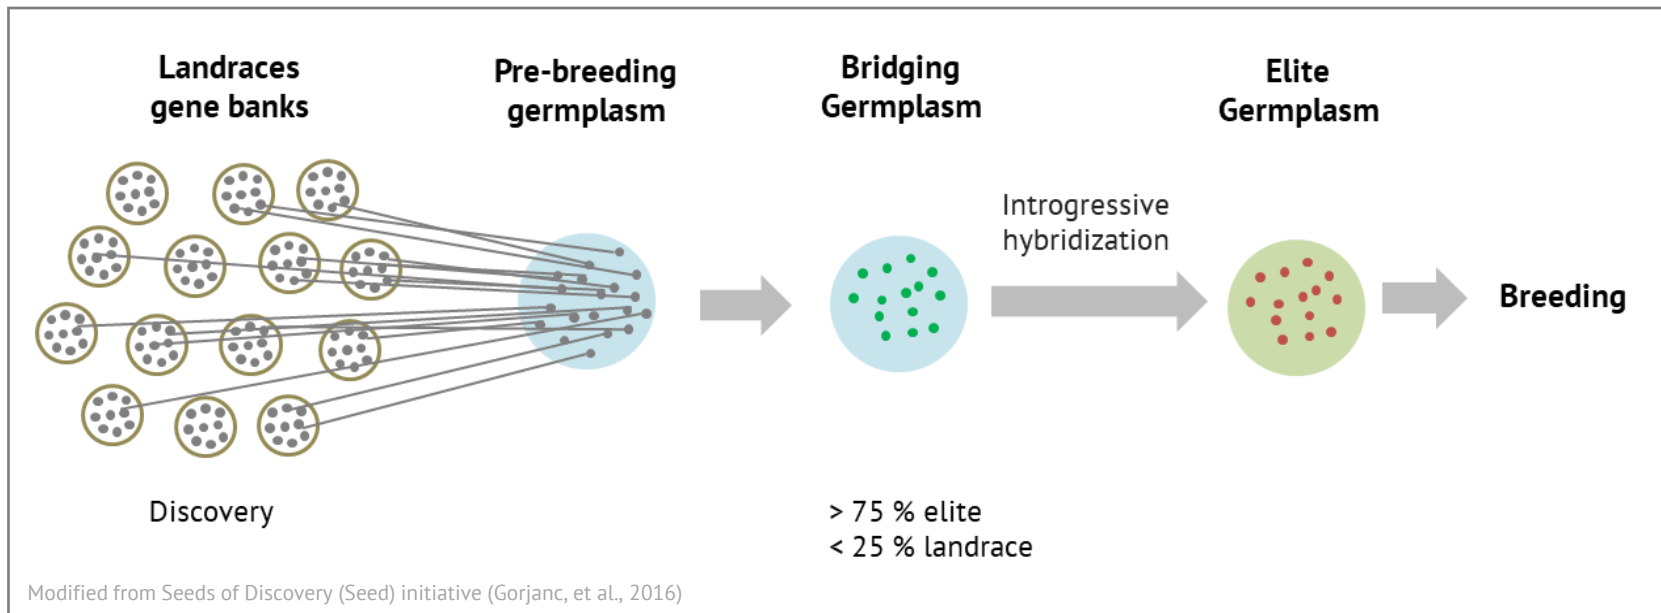 Landraces
gene banks
Pre-breeding
germplasm
Bridging
Germplasm
Elite
Germplasm
Introgressive
hybridization
Breeding
Discovery
> 75 % elite
< 25 % landrace
Modified from Seeds of Discovery (Seed) initiative (Gorjanc, et al., 2016)